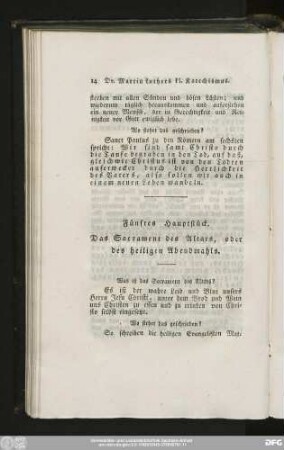 14 Dr. Martin Luthers kl. Katechismus.
sterben mit allen Sünden und bösen Lüsten; und
wiederum täglich herauskommen und auferstehen
ein neuer Mensch, der in Gerechtigkeit und Rei-
nigkeit vor Gott ewiglich lebe.
Wo stehet das geschrieben?
Sanct Paulus zu den Römern am sechsten
spricht: Wir sind samt Christo durch
die Taufe begraben in den Tod, auf daß,
gleichwie Christus ist von den Todten
auferwecket durch die Herrlichkeit
des Vaters, also sollen wir auch in
einem neuen Leben wandeln.
Fünftes Hauptstück.
Das Sacrament des Altars, oder
des heiligen Abendmahls.
Was ist das Sacrament des Altars?
Es ist der wahre Leib und Blut unsers
Herrn Jesu Christi, unter dem Brod und Wein
uns Christen zu essen und zu trinken von Chri-
sto selbst eingesetzt.
Wo stehet das geschrieben?
So schreiben die heiligen Evangelisten Mat-
DFG